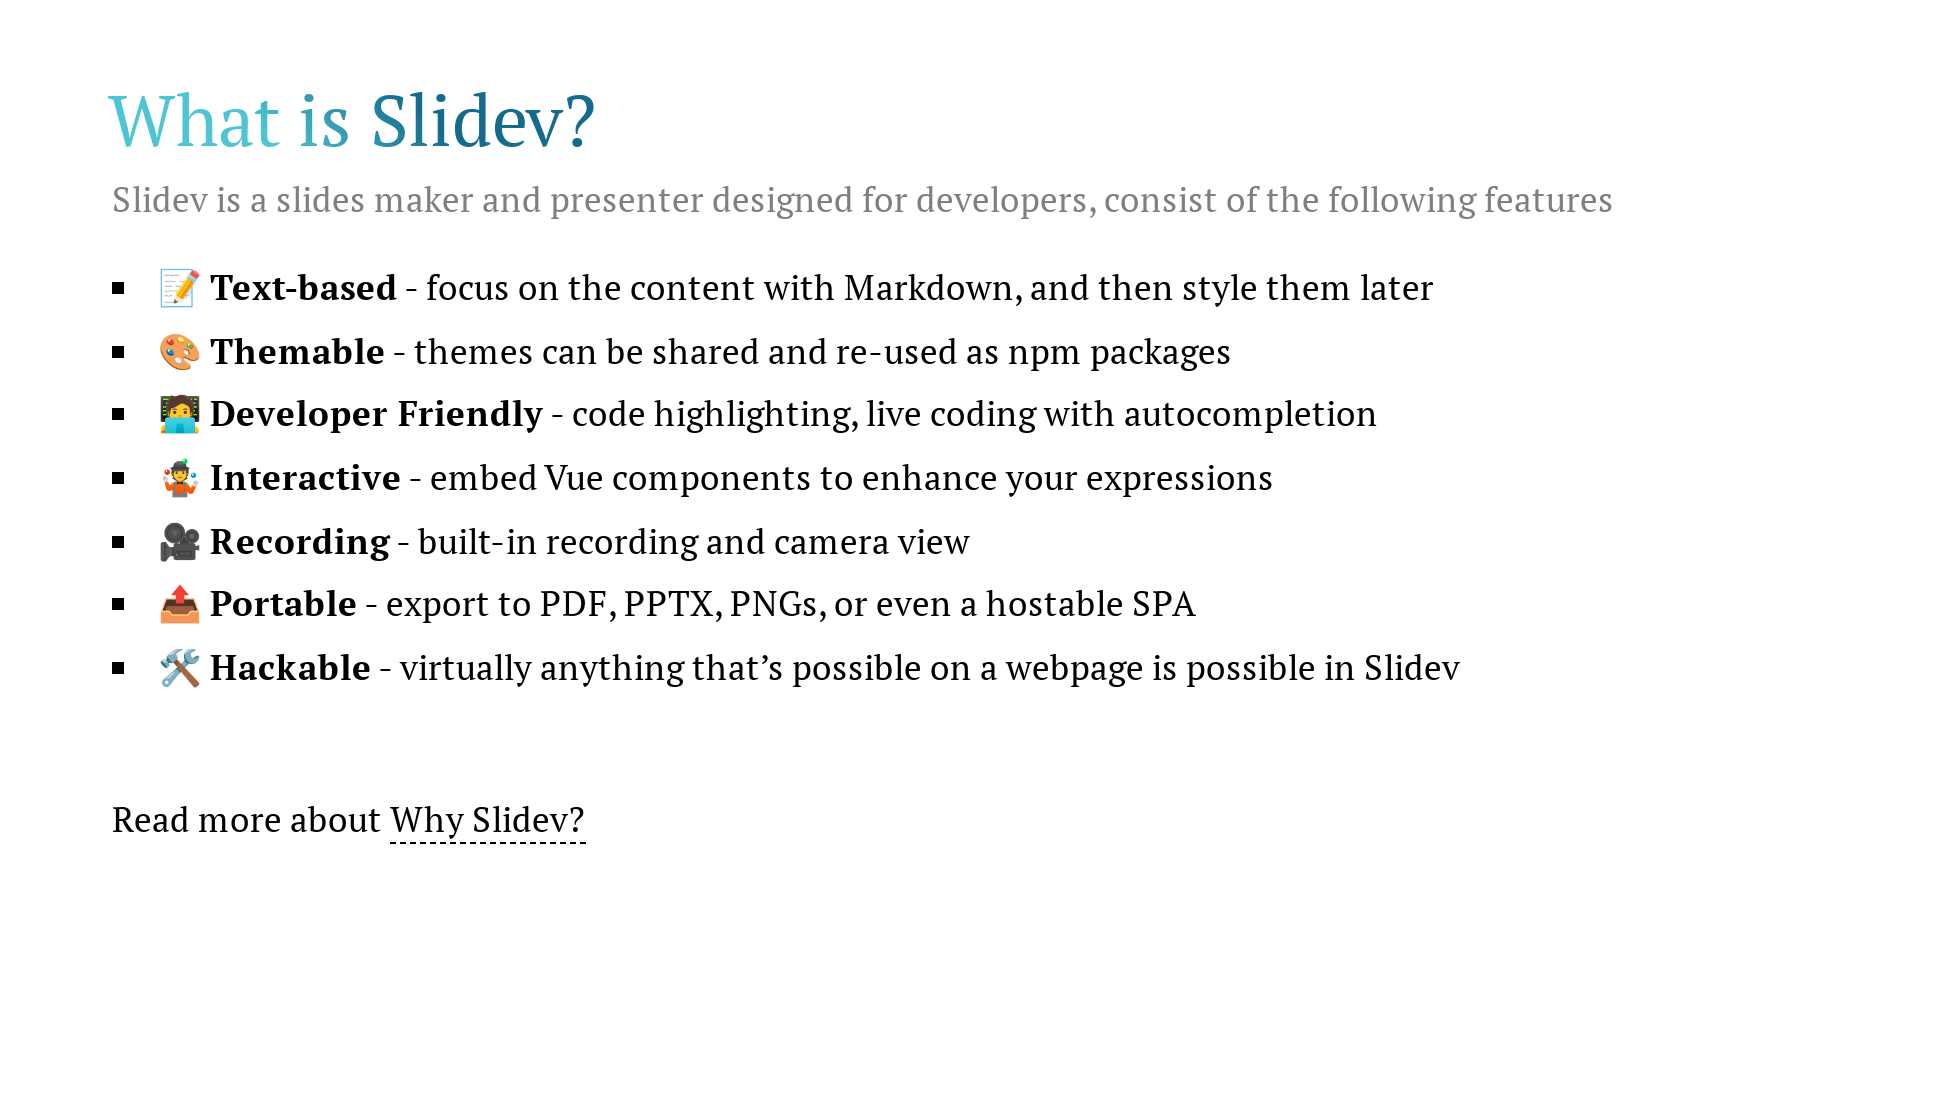 What is Slidev?
Slidev is a slides maker and presenter designed for developers, consist of the following features
📝 Text-based - focus on the content with Markdown, and then style them later
🎨 Themable - themes can be shared and re-used as npm packages
🧑‍💻 Developer Friendly - code highlighting, live coding with autocompletion
🤹 Interactive - embed Vue components to enhance your expressions
🎥 Recording - built-in recording and camera view
📤 Portable - export to PDF, PPTX, PNGs, or even a hostable SPA
🛠 Hackable - virtually anything that’s possible on a webpage is possible in Slidev
Read more about Why Slidev?